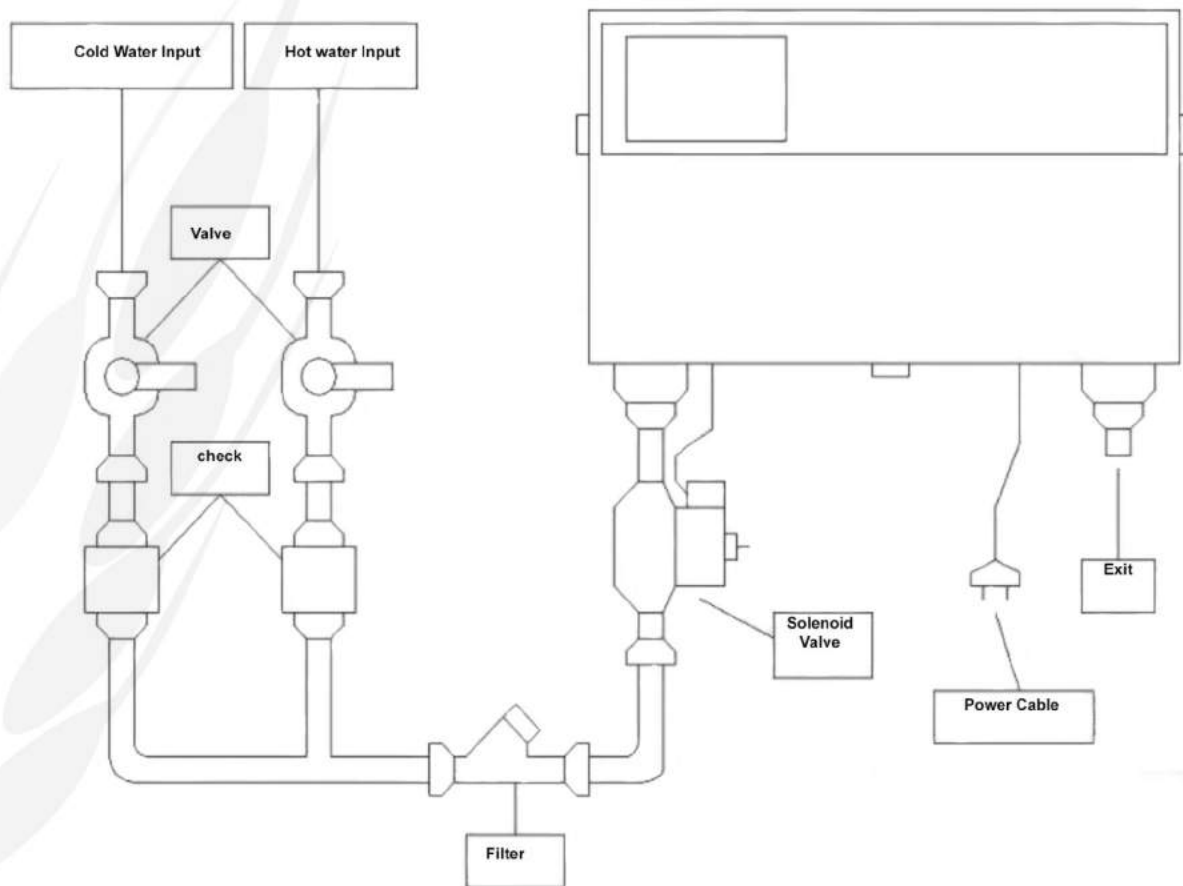 Cold Water Input
Hot water Input
Valve
check
Exit
Solenoid
Valve
Power Cable
Filter